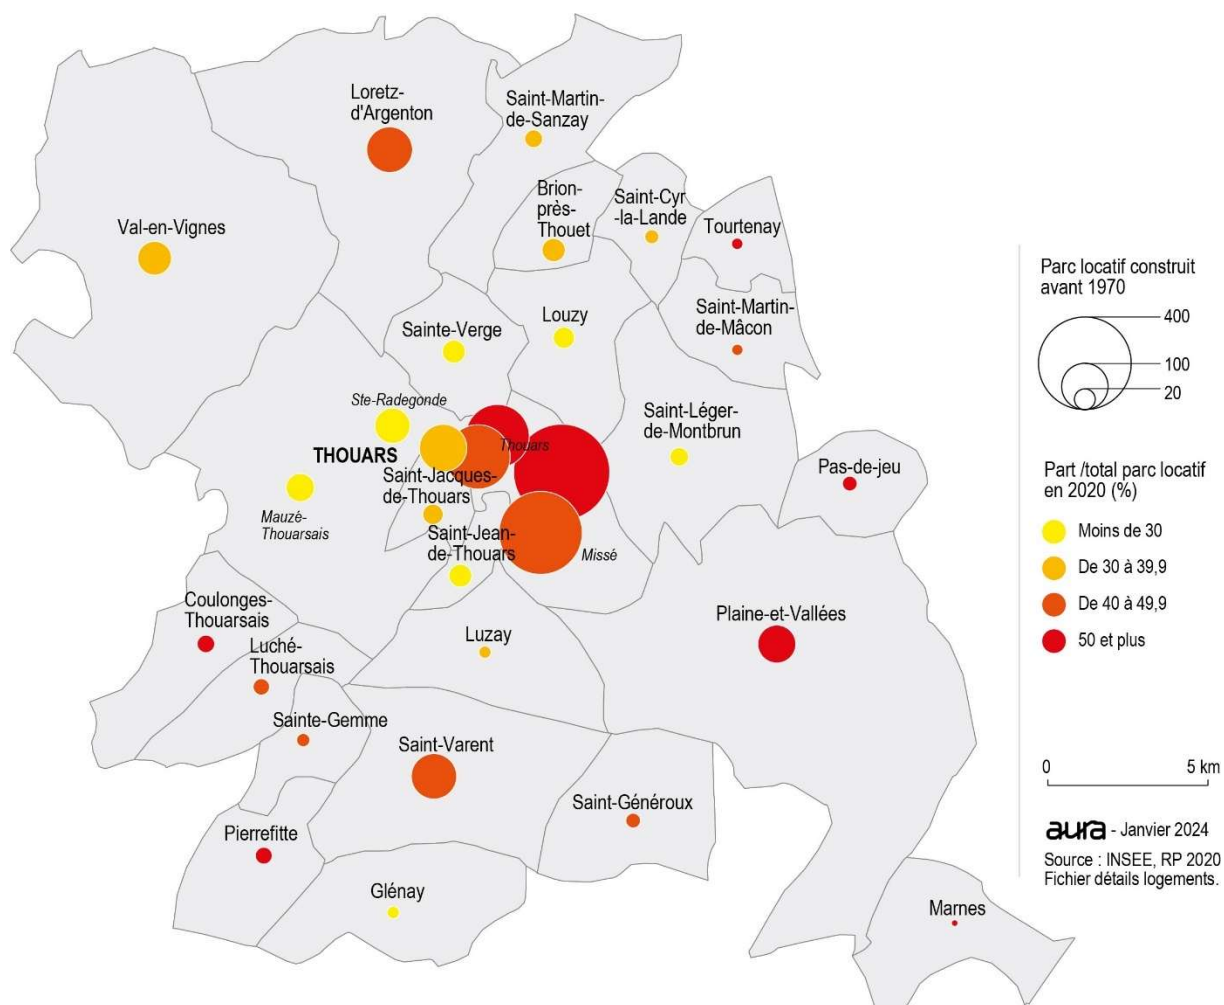 Loretz-
d'Argenton
Saint-Martin-
de-Sanzay
Brion-
près-
Thouet
Saint-Cyr
-la-Lande
Tourtenay
Val-en-Vignes
Saint-Martin-
de-Mâcon
Sainte-Verge
Louzy
Ste-Radegonde
THOUARS
Thouars
Saint-Léger-
de-Montbrun
Pas-de-jeu
Saint-Jacques-
de-Thouars
Mauzé-
Thouarsais
Saint-Jean-
de-Thouars
Missé
Coulonges-
Thouarsais
Luché-
Thouarsais
Luzay
Plaine-et-Vallées
Sainte-Gemme
Saint-Varent
Saint-Généroux
Pierrefitte
Glénay
Marnes
Parc locatif construit
avant 1970
400
100
20
Part /total parc locatif
en 2020 (%)
Moins de 30
De 30 à 39,9
De 40 à 49,9
50 et plus
0 5 km
aura - Janvier 2024
Source : INSEE, RP 2020
Fichier détails logements.